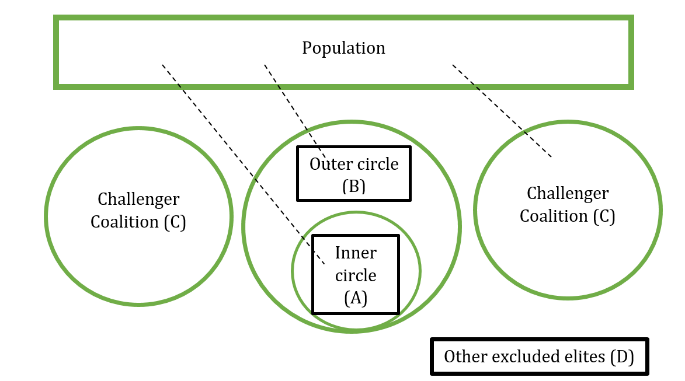 Population
Challenger
Coalition (C)
Outer circle
(B)
Inner
circle
(A)
Challenger
Coalition (C)
Other excluded elites (D)